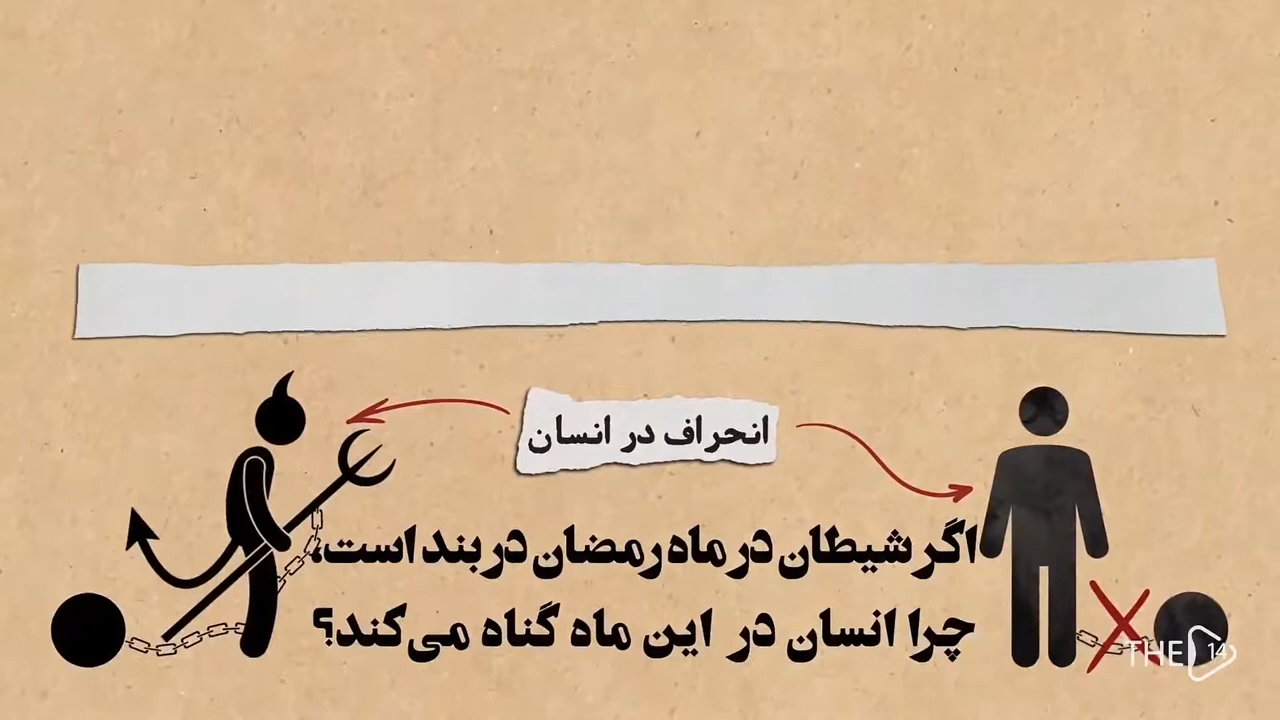 انحراف در انسان
اگر شیطان در ماه رمضان در بند است،
چرا انسان در این ماه گناه می‌کند؟
THE 14